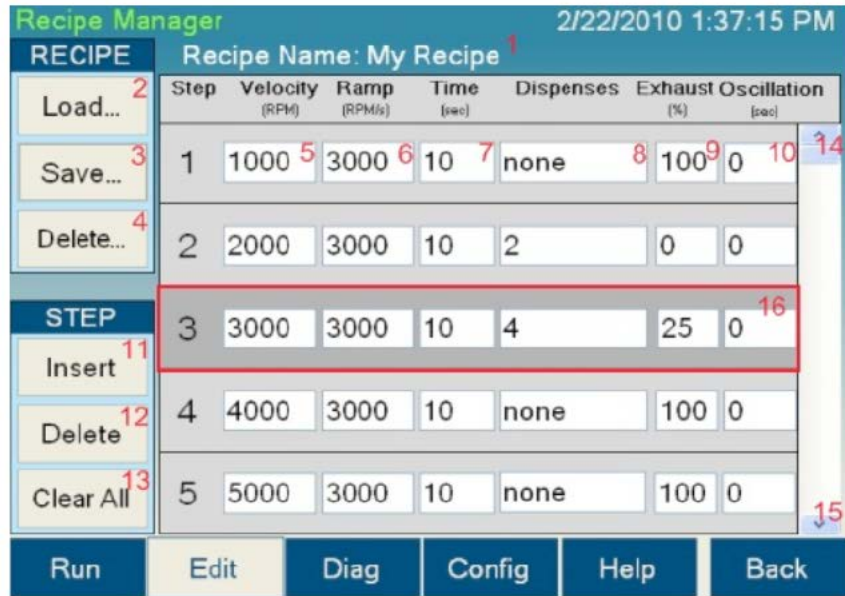 Recipe Manager 2/22/2010 1:37:15 PM
RECIPE Recipe Name: My Recipe 1
Load... 2
Save... 3
Delete... 4
STEP
Insert 11
Delete 12
Clear All 13
Step Velocity Ramp Time Dispenses Exhaust Oscillation
(RPM) (RPM/s) (sec) (%) (sec)
1 1000 5 3000 6 10 7 none 8 100 9 0 10 14
2 2000 3000 10 2 0 0
3 3000 3000 10 4 25 0 16
4 4000 3000 10 none 100 0
5 5000 3000 10 none 100 0 15
Run Edit Diag Config Help Back